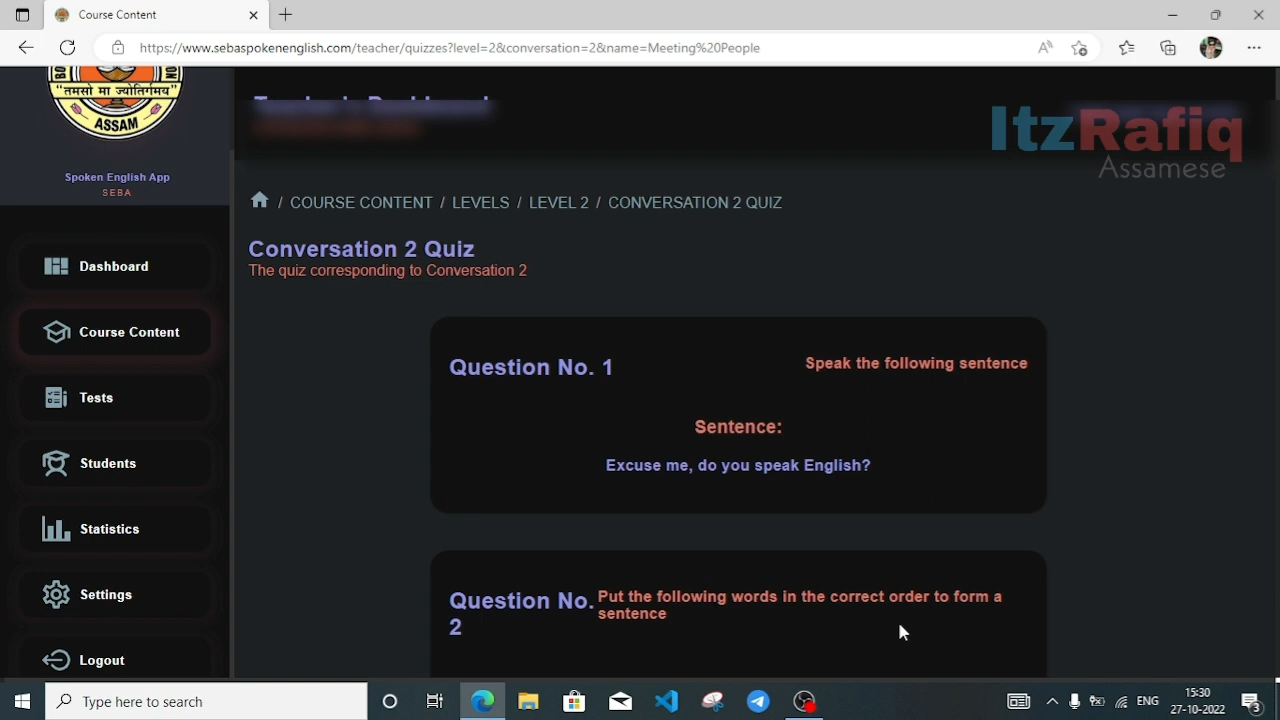 Course Content
https://www.sebaspokenenglish.com/teacher/quizzes?level=2&conversation=2&name=Meeting%20People
"तमसो मा ज्योतिर्गमय"
ASSAM
Spoken English App
SEBA
Dashboard
Course Content
Tests
Students
Statistics
Settings
Logout
ItzRafiq
Assamese
/ COURSE CONTENT / LEVELS / LEVEL 2 / CONVERSATION 2 QUIZ
Conversation 2 Quiz
The quiz corresponding to Conversation 2
Question No. 1
Speak the following sentence
Sentence:
Excuse me, do you speak English?
Question No.
2
Put the following words in the correct order to form a
sentence
Type here to search
ENG
15:30
27-10-2022
3